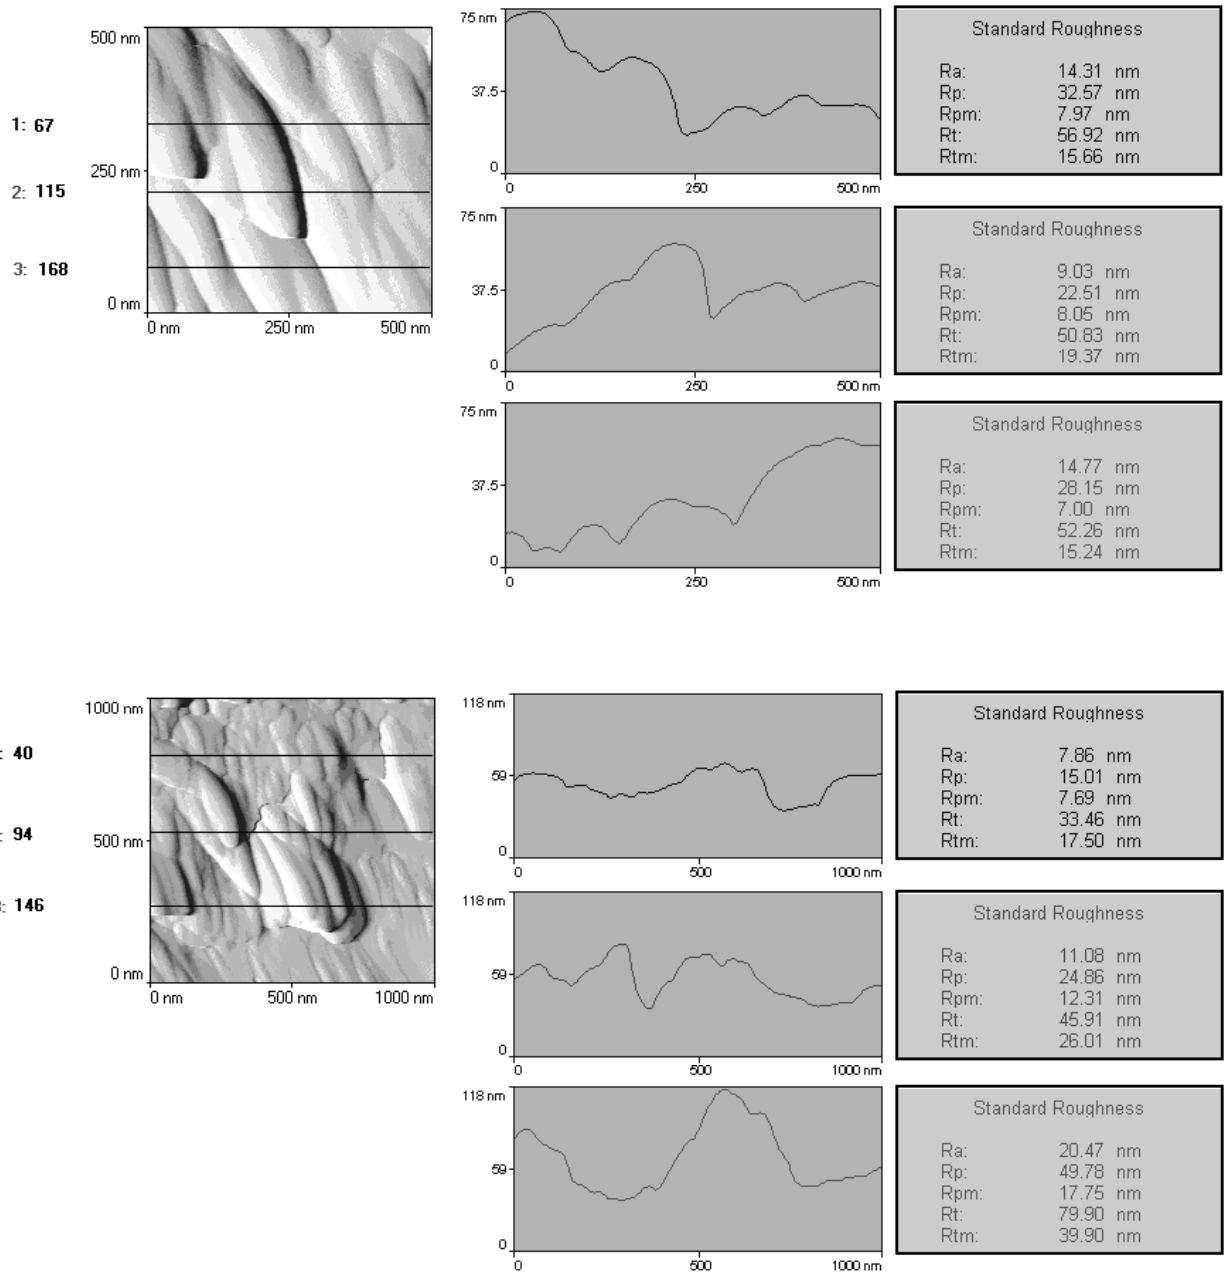 500 nm
1: 67
250 nm
2: 115
3: 168
0 nm
0 nm 250 nm 500 nm
75 nm
37.5
0
0 250 500 nm
Standard Roughness
Ra: 14.31 nm
Rp: 32.57 nm
Rpm: 7.97 nm
Rt: 56.92 nm
Rtm: 15.66 nm
75 nm
37.5
0
0 250 500 nm
Standard Roughness
Ra: 9.03 nm
Rp: 22.51 nm
Rpm: 8.05 nm
Rt: 50.83 nm
Rtm: 19.37 nm
75 nm
37.5
0
0 250 500 nm
Standard Roughness
Ra: 14.77 nm
Rp: 28.15 nm
Rpm: 7.00 nm
Rt: 52.26 nm
Rtm: 15.24 nm
1000 nm
: 40
: 94
500 nm
: 146
0 nm
0 nm 500 nm 1000 nm
118 nm
59
0
0 500 1000 nm
Standard Roughness
Ra: 7.86 nm
Rp: 15.01 nm
Rpm: 7.69 nm
Rt: 33.46 nm
Rtm: 17.50 nm
118 nm
59
0
0 500 1000 nm
Standard Roughness
Ra: 11.08 nm
Rp: 24.86 nm
Rpm: 12.31 nm
Rt: 45.91 nm
Rtm: 26.01 nm
118 nm
59
0
0 500 1000 nm
Standard Roughness
Ra: 20.47 nm
Rp: 49.78 nm
Rpm: 17.75 nm
Rt: 79.90 nm
Rtm: 39.90 nm